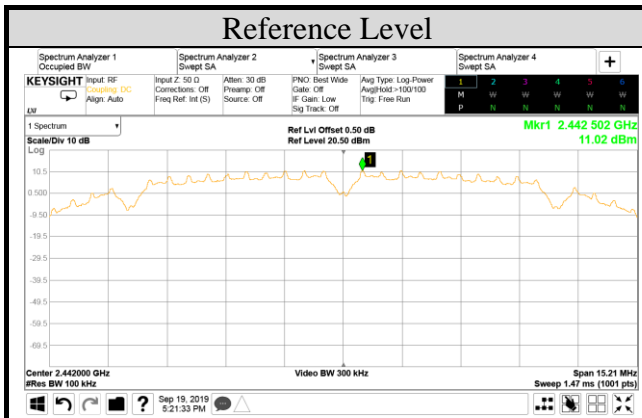 Reference Level
Spectrum Analyzer 1
Occupied BW
Spectrum Analyzer 2
Swept SA
Spectrum Analyzer 3
Swept SA
Spectrum Analyzer 4
Swept SA
+
KEYSIGHT
Input: RF
Coupling: DC
Align: Auto
Input Z: 50 Ω
Corrections: Off
Freq Ref: Int (S)
Atten: 30 dB
Preamp: Off
Source: Off
PNO: Best Wide
Gate: Off
IF Gain: Low
Sig Track: Off
Avg Type: Log-Power
Avg|Hold:>100/100
Trig: Free Run
1 2 3 4 5 6
M W W W W W
P N N N N N
LXI
1 Spectrum
Scale/Div 10 dB
Ref Lvl Offset 0.50 dB
Ref Level 20.50 dBm
Mkr1 2.442 502 GHz
11.02 dBm
Log
1
10.5
0.500
-9.50
-19.5
-29.5
-39.5
-49.5
-59.5
-69.5
Center 2.442000 GHz
#Res BW 100 kHz
Video BW 300 kHz
Span 15.21 MHz
Sweep 1.47 ms (1001 pts)
?
Sep 19, 2019
5:21:33 PM